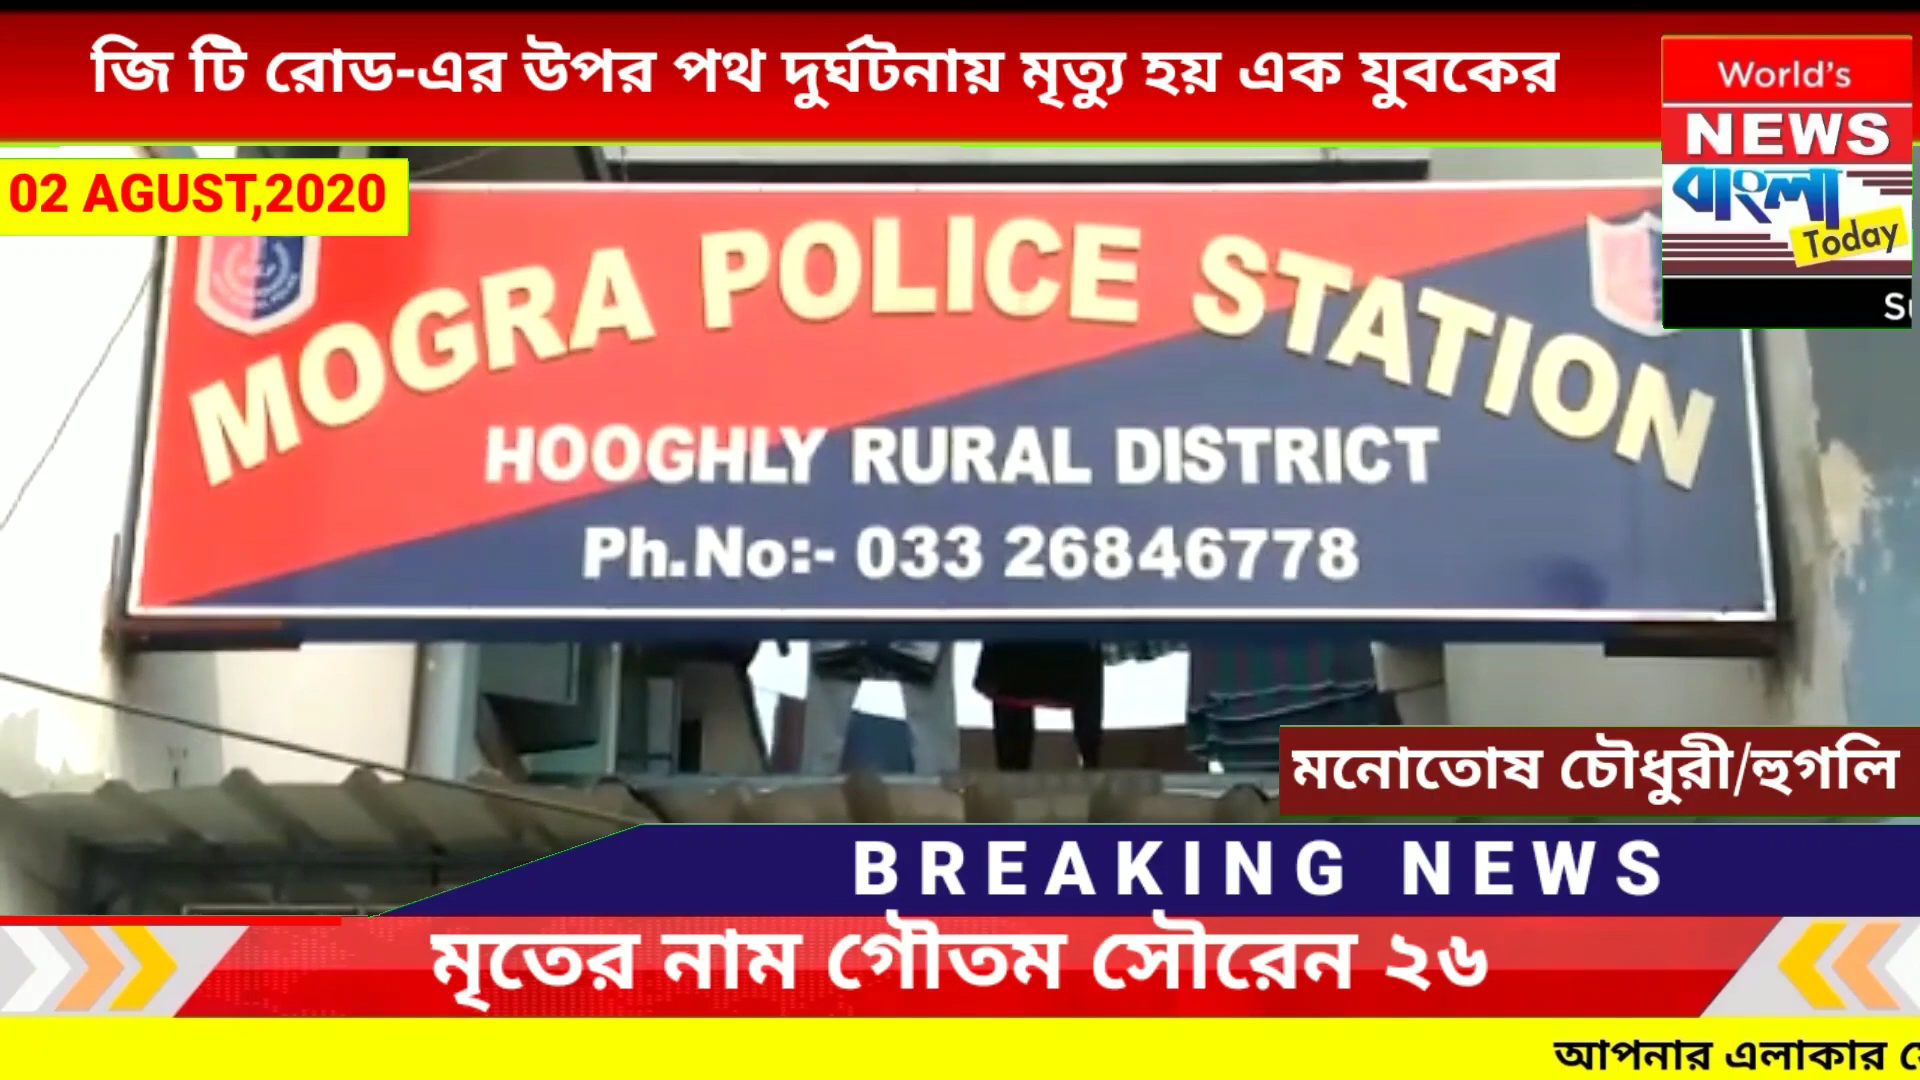 জি টি রোড-এর উপর পথ দুর্ঘটনায় মৃত্যু হয় এক যুবকের
World's
NEWS
বাংলা
Today
02 AGUST,2020
MOGRA POLICE STATION
HOOGHLY RURAL DISTRICT
Ph.No:- 033 26846778
মনোতোষ চৌধুরী/হুগলি
BREAKING NEWS
মৃতের নাম গৌতম সৌরেন ২৬
আপনার এলাকার